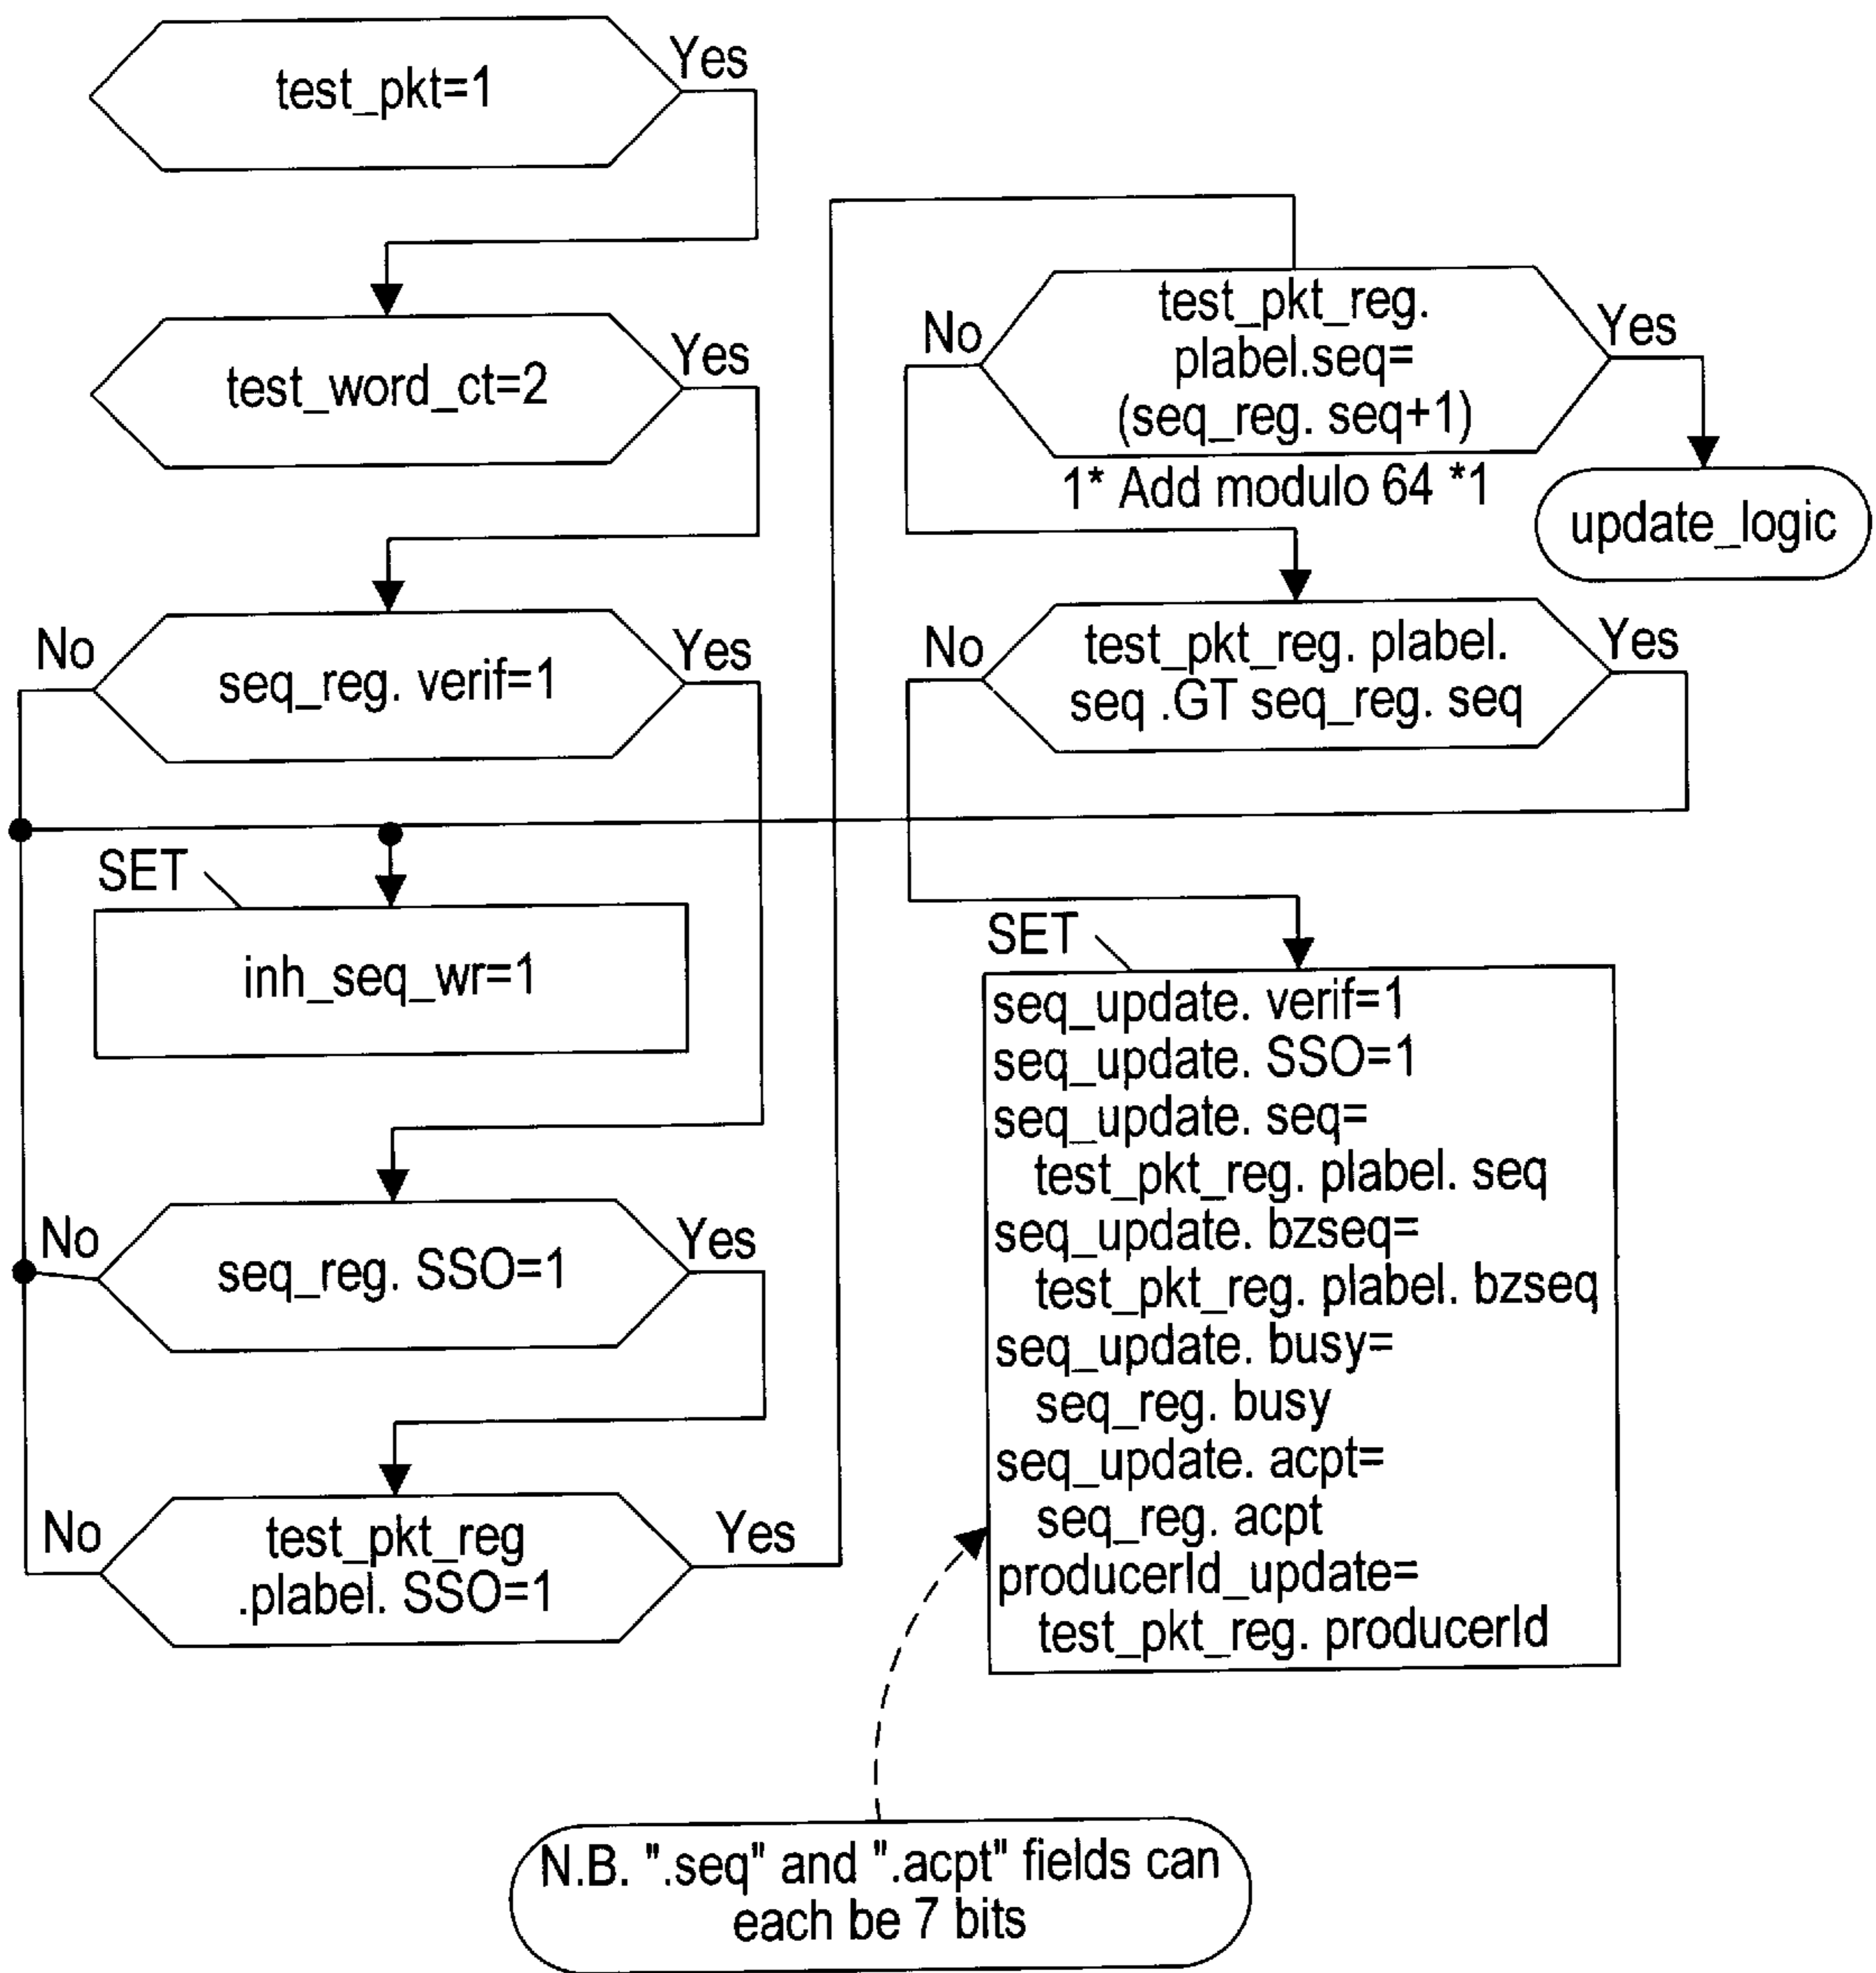 test_pkt=1
Yes
test_word_ct=2
Yes
No
seq_reg. verif=1
Yes
SET
inh_seq_wr=1
No
seq_reg. SSO=1
Yes
No
test_pkt_reg
.plabel. SSO=1
Yes
No
test_pkt_reg.
plabel.seq=
(seq_reg. seq+1)
Yes
1* Add modulo 64 *1
update_logic
No
test_pkt_reg. plabel.
seq .GT seq_reg. seq
Yes
SET
seq_update. verif=1
seq_update. SSO=1
seq_update. seq=
test_pkt_reg. plabel. seq
seq_update. bzseq=
test_pkt_reg. plabel. bzseq
seq_update. busy=
seq_reg. busy
seq_update. acpt=
seq_reg. acpt
producerId_update=
test_pkt_reg. producerId
N.B. ".seq" and ".acpt" fields can
each be 7 bits